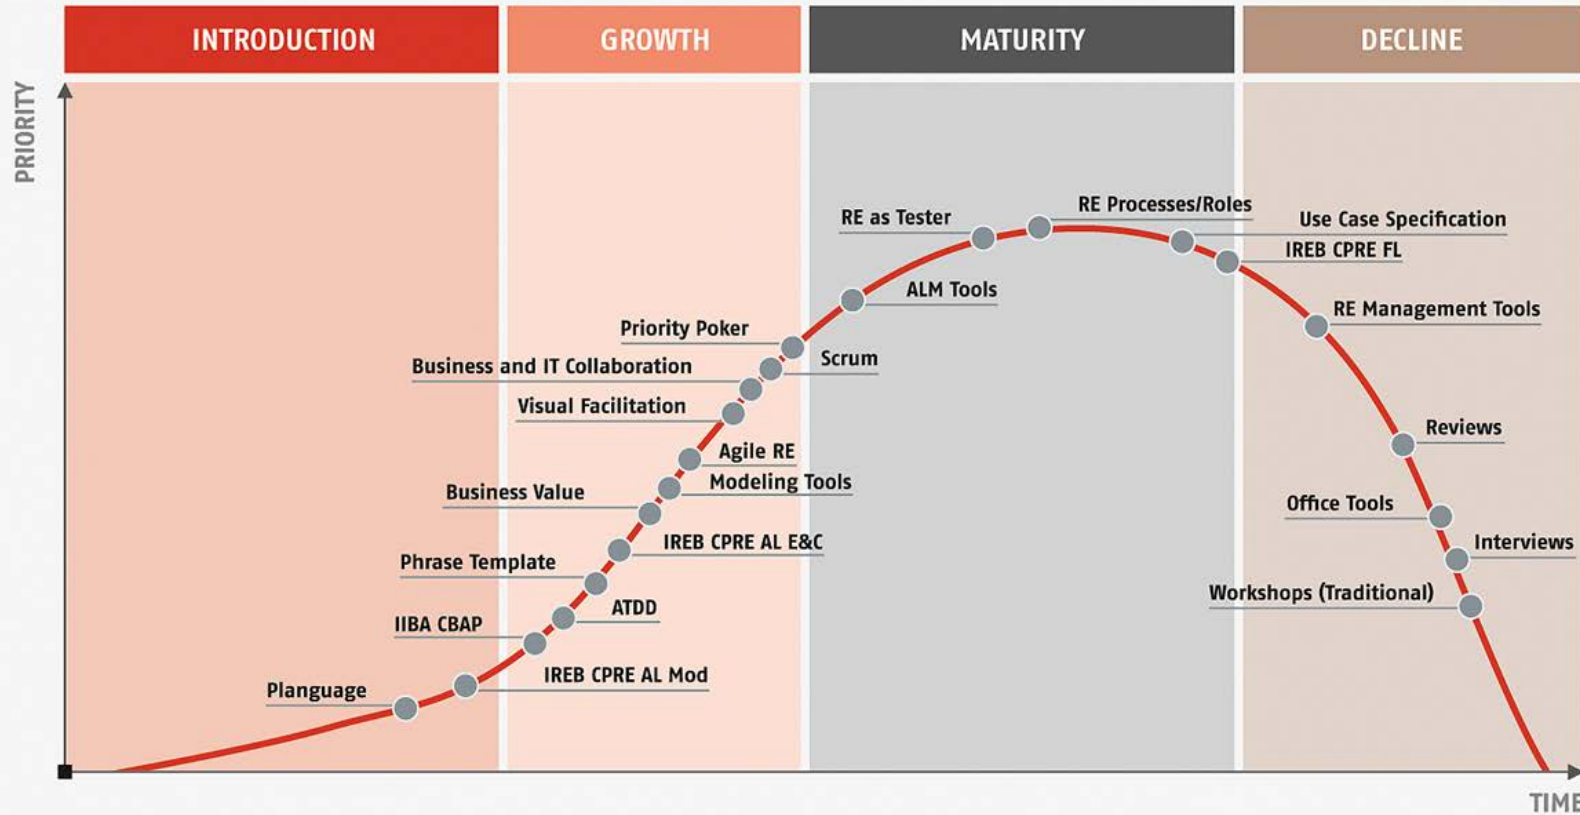 INTRODUCTION
GROWTH
MATURITY
DECLINE
PRIORITY
RE Processes/Roles
RE as Tester
Use Case Specification
IREB CPRE FL
ALM Tools
RE Management Tools
Priority Poker
Scrum
Business and IT Collaboration
Visual Facilitation
Reviews
Agile RE
Modeling Tools
Business Value
Office Tools
IREB CPRE AL E&C
Interviews
Phrase Template
Workshops (Traditional)
ATDD
IIBA CBAP
IREB CPRE AL Mod
Planguage
TIME